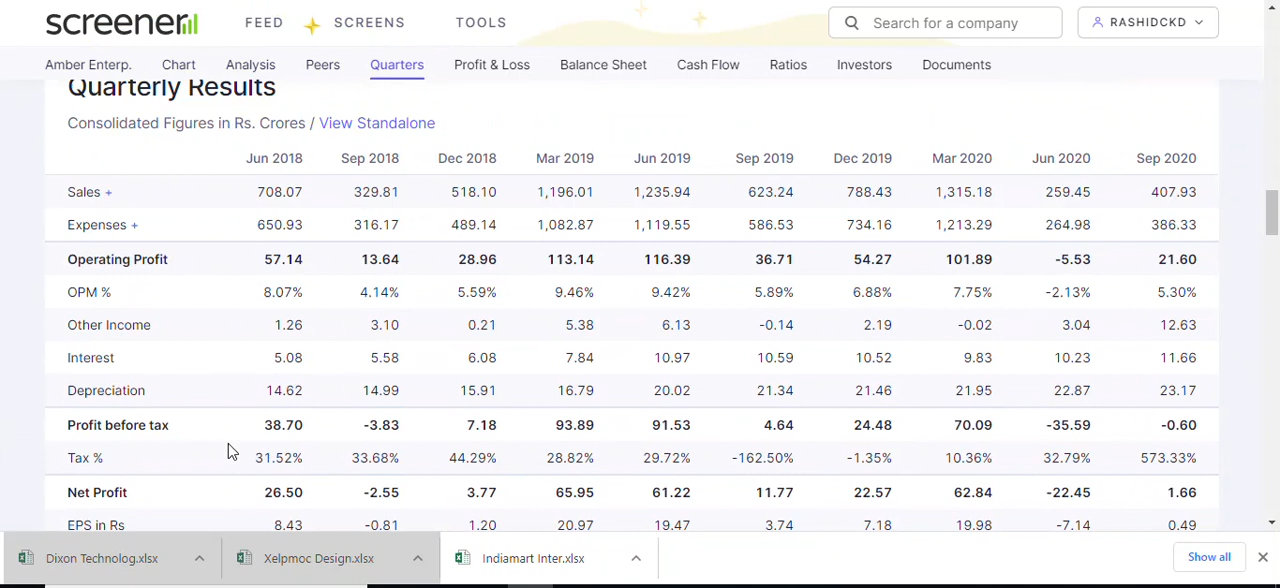 screener FEED SCREENS TOOLS Search for a company RASHIDCKD
Amber Enterp. Chart Analysis Peers Quarters Profit & Loss Balance Sheet Cash Flow Ratios Investors Documents
Quarterly Results
Consolidated Figures in Rs. Crores / View Standalone
Jun 2018 Sep 2018 Dec 2018 Mar 2019 Jun 2019 Sep 2019 Dec 2019 Mar 2020 Jun 2020 Sep 2020
Sales + 708.07 329.81 518.10 1,196.01 1,235.94 623.24 788.43 1,315.18 259.45 407.93
Expenses + 650.93 316.17 489.14 1,082.87 1,119.55 586.53 734.16 1,213.29 264.98 386.33
Operating Profit 57.14 13.64 28.96 113.14 116.39 36.71 54.27 101.89 -5.53 21.60
OPM % 8.07% 4.14% 5.59% 9.46% 9.42% 5.89% 6.88% 7.75% -2.13% 5.30%
Other Income 1.26 3.10 0.21 5.38 6.13 -0.14 2.19 -0.02 3.04 12.63
Interest 5.08 5.58 6.08 7.84 10.97 10.59 10.52 9.83 10.23 11.66
Depreciation 14.62 14.99 15.91 16.79 20.02 21.34 21.46 21.95 22.87 23.17
Profit before tax 38.70 -3.83 7.18 93.89 91.53 4.64 24.48 70.09 -35.59 -0.60
Tax % 31.52% 33.68% 44.29% 28.82% 29.72% -162.50% -1.35% 10.36% 32.79% 573.33%
Net Profit 26.50 -2.55 3.77 65.95 61.22 11.77 22.57 62.84 -22.45 1.66
EPS in Rs 8.43 -0.81 1.20 20.97 19.47 3.74 7.18 19.98 -7.14 0.49
Dixon Technolog.xlsx Xelpmoc Design.xlsx Indiamart Inter.xlsx Show all